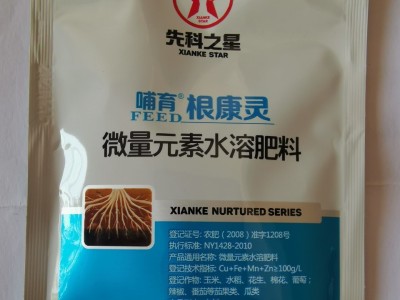 XIANKE STAR
先科之星
XIANKE STAR
哺育® 根康灵
FEED
微量元素水溶肥料
XIANKE NURTURED SERIES
登记证号: 农肥（2008）准字1208号
执行标准: NY1428-2010
产品通用名称: 微量元素水溶肥料
登记技术指标: Cu+Fe+Mn+Zn≥100g/L
登记作物: 玉米、水稻、花生、棉花、葡萄;
辣椒、番茄等茄果类、瓜类